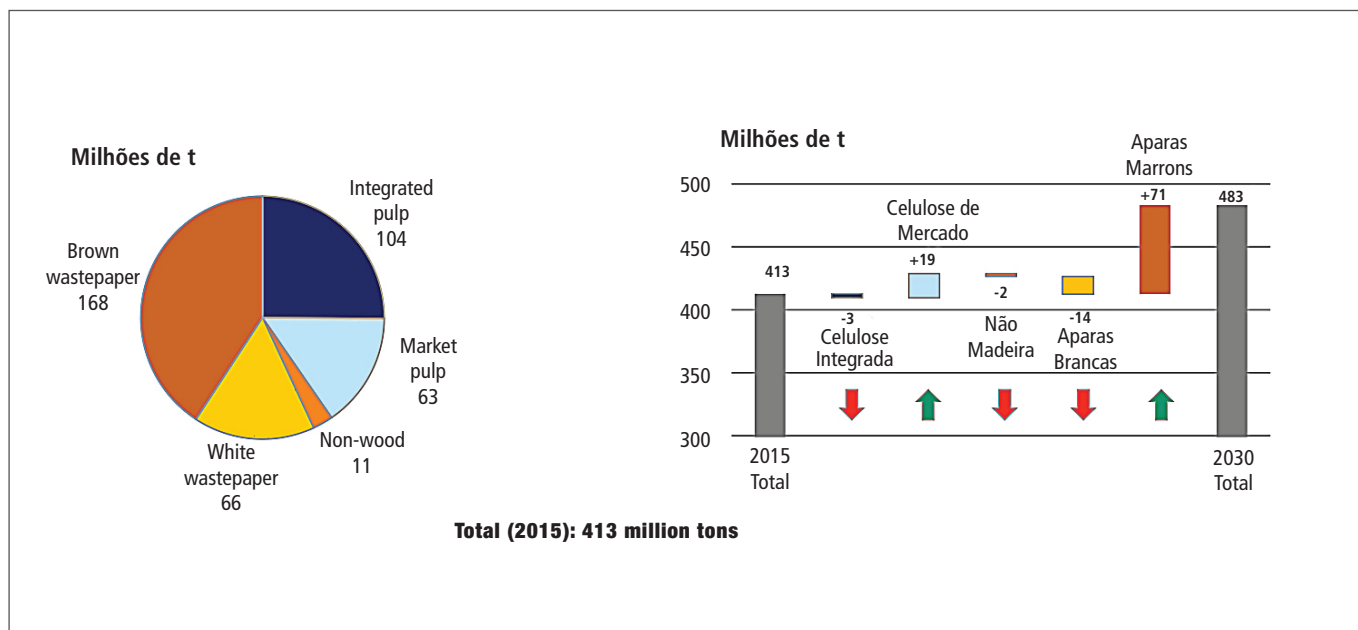 Milhões de t
Integrated
pulp
104
Brown
wastepaper
168
Market
pulp
63
Non-wood
11
White
wastepaper
66
Milhões de t
500
450
400
350
300
413
-3
Celulose
Integrada
Celulose de
Mercado
+19
-2
Não
Madeira
-14
Aparas
Brancas
Aparas
Marrons
+71
483
2015
Total
2030
Total
Total (2015): 413 million tons